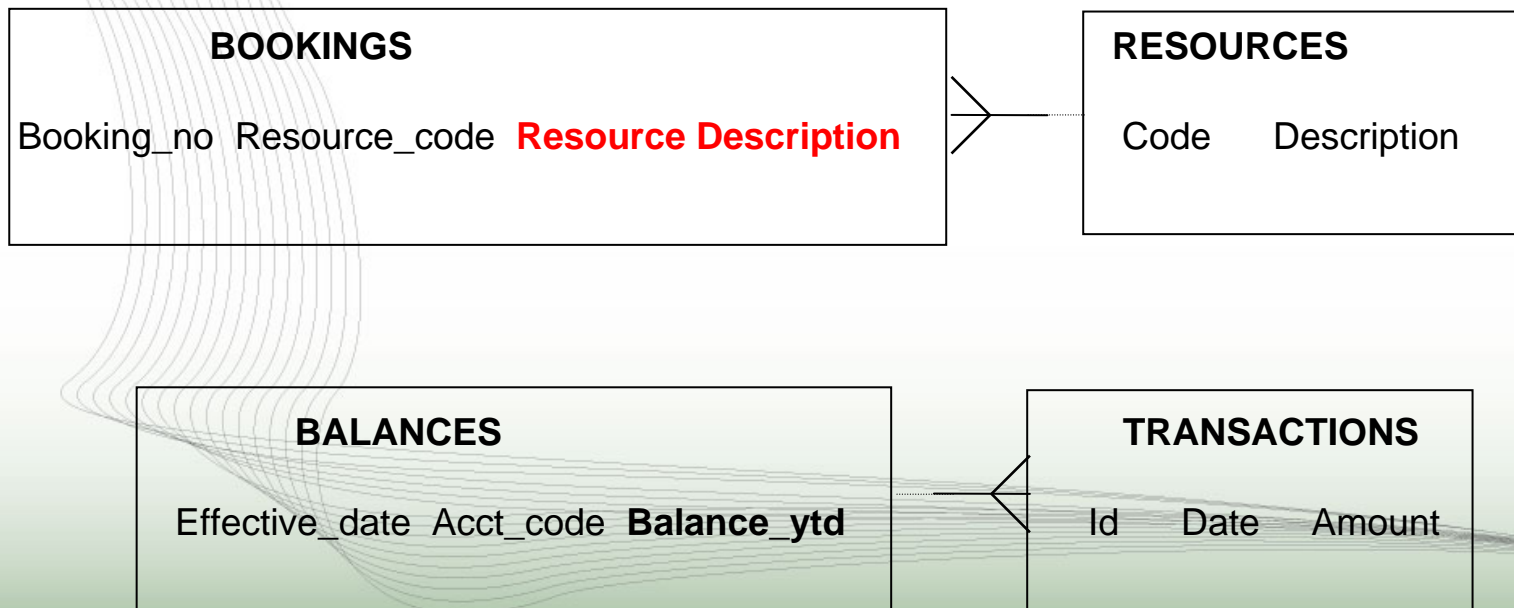 BOOKINGS
Booking_no Resource_code Resource Description
RESOURCES
Code Description
BALANCES
Effective_date Acct_code Balance_ytd
TRANSACTIONS
Id Date Amount